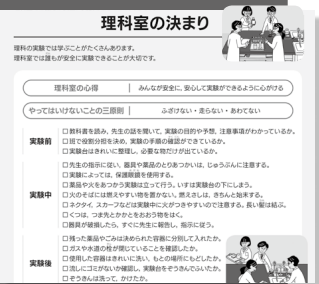 理科室の決まり
理科の実験では学ぶことがたくさんあります。
理科室では誰もが安全に実験できることが大切です。
理科室の心得 みんなが安全に、安心して実験ができるように心がける
やってはいけないことの三原則 ふざけない・走らない・あわてない
実験前
□教科書を読み、先生の話を聞いて、実験の目的や予想、注意事項がわかっているか。
□班で役割分担を決め、実験の手順の確認ができているか。
□実験台はきれいに整理し、必要な物だけが出ているか。
実験中
□先生の指示に従い、器具や薬品のとりあつかいは、じゅうぶんに注意する。
□実験によっては、保護眼鏡を使用する。
□薬品や火をあつかう実験は立って行う。いすは実験台の下にしまう。
□火のそばには燃えやすい物を置かない。燃えさしは、きちんと始末する。
□ネクタイ、スカーフなどは実験中に火がつきやすいので注意する。長い髪は結ぶ。
□くつは、つま先とかかとをおおう物をはく。
□器具が破損したら、すぐに先生に報告し、指示に従う。
実験後
□残った薬品やごみは決められた容器に分別して入れたか。
□ガスや水道の栓が閉じていることを確認したか。
□使用した容器はきれいに洗い、もとの場所にもどしたか。
□流しにゴミがないか確認し、実験台をぞうきんでふいたか。
□ぞうきんは洗って、かけたか。